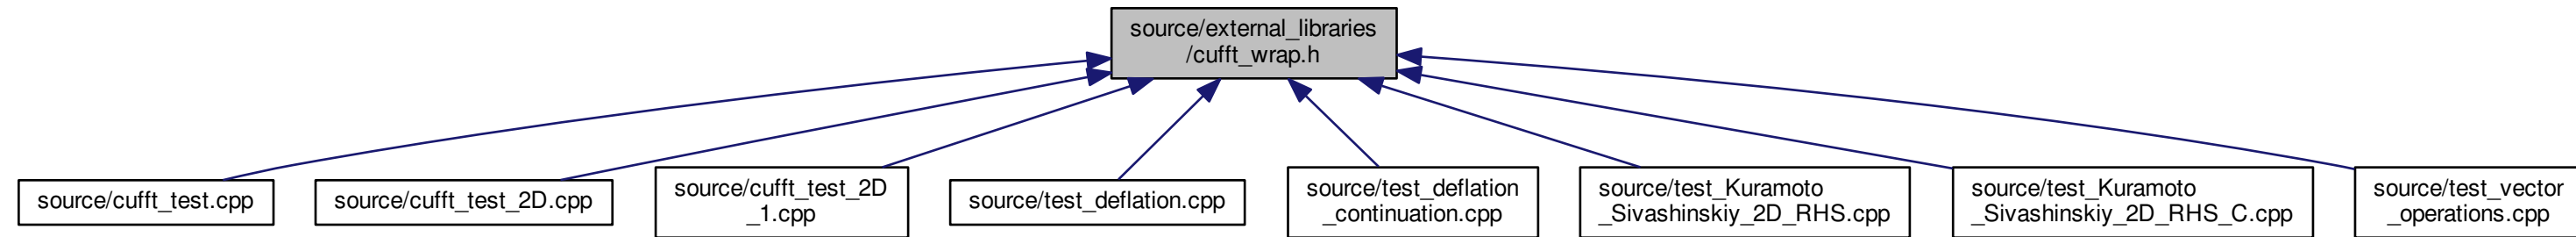 source/external_libraries
/cufft_wrap.h
source/cufft_test.cpp
source/cufft_test_2D.cpp
source/cufft_test_2D
_1.cpp
source/test_deflation.cpp
source/test_deflation
_continuation.cpp
source/test_Kuramoto
_Sivashinskiy_2D_RHS.cpp
source/test_Kuramoto
_Sivashinskiy_2D_RHS_C.cpp
source/test_vector
_operations.cpp